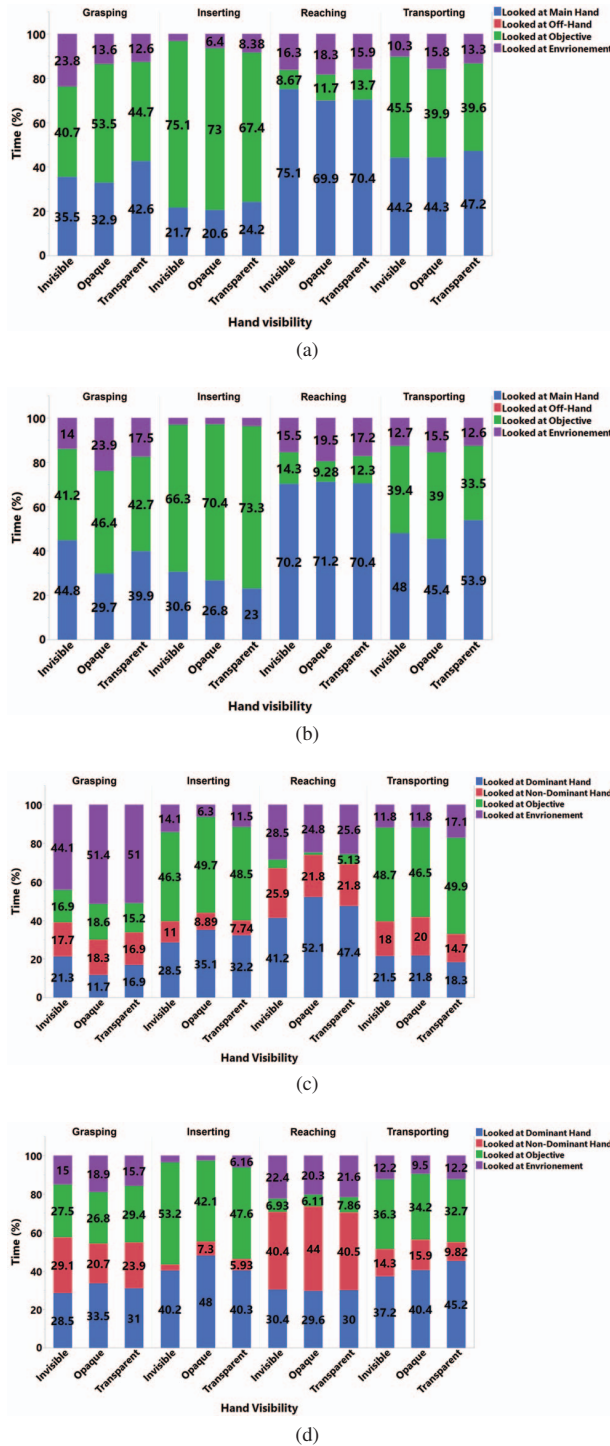 Grasping Inserting Reaching Transporting
Looked at Main Hand
Looked at Off-Hand
Looked at Objective
Looked at Envrionement
100
80
60
40
20
0
Time (%)
23.8 13.6 12.6 6.4 8.38 16.3 18.3 15.9 10.3 15.8 13.3
40.7 53.5 44.7 75.1 73 67.4 8.67 11.7 13.7 45.5 39.9 39.6
35.5 32.9 42.6 21.7 20.6 24.2 75.1 69.9 70.4 44.2 44.3 47.2
Invisible Opaque Transparent Invisible Opaque Transparent Invisible Opaque Transparent Invisible Opaque Transparent
Hand visibility
(a)
Grasping Inserting Reaching Transporting
Looked at Main Hand
Looked at Off-Hand
Looked at Objective
Looked at Envrionement
100
80
60
40
20
0
Time (%)
14 23.9 17.5 15.5 19.5 17.2 12.7 15.5 12.6
41.2 46.4 42.7 66.3 70.4 73.3 14.3 9.28 12.3 39.4 39 33.5
44.8 29.7 39.9 30.6 26.8 23 70.2 71.2 70.4 48 45.4 53.9
Invisible Opaque Transparent Invisible Opaque Transparent Invisible Opaque Transparent Invisible Opaque Transparent
Hand visibility
(b)
Grasping Inserting Reaching Transporting
Looked at Dominant Hand
Looked at Non-Dominant Hand
Looked at Objective
Looked at Envrionement
100
80
60
40
20
0
Time (%)
44.1 51.4 51 14.1 6.3 11.5 28.5 24.8 25.6 11.8 11.8 17.1
16.9 18.6 15.2 46.3 49.7 48.5 5.13 48.7 46.5 49.9
17.7 18.3 16.9 11 8.89 7.74 25.9 21.8 21.8 18 20 14.7
21.3 11.7 16.9 28.5 35.1 32.2 41.2 52.1 47.4 21.5 21.8 18.3
Invisible Opaque Transparent Invisible Opaque Transparent Invisible Opaque Transparent Invisible Opaque Transparent
Hand Visibility
(c)
Grasping Inserting Reaching Transporting
Looked at Dominant Hand
Looked at Non-Dominant Hand
Looked at Objective
Looked at Envrionement
100
80
60
40
20
0
Time (%)
15 18.9 15.7 6.16 22.4 20.3 21.6 12.2 9.5 12.2
27.5 26.8 29.4 53.2 42.1 47.6 6.93 6.11 7.86 36.3 34.2 32.7
29.1 20.7 23.9 7.3 5.93 40.4 44 40.5 14.3 15.9 9.82
28.5 33.5 31 40.2 48 40.3 30.4 29.6 30 37.2 40.4 45.2
Invisible Opaque Transparent Invisible Opaque Transparent Invisible Opaque Transparent Invisible Opaque Transparent
Hand Visibility
(d)